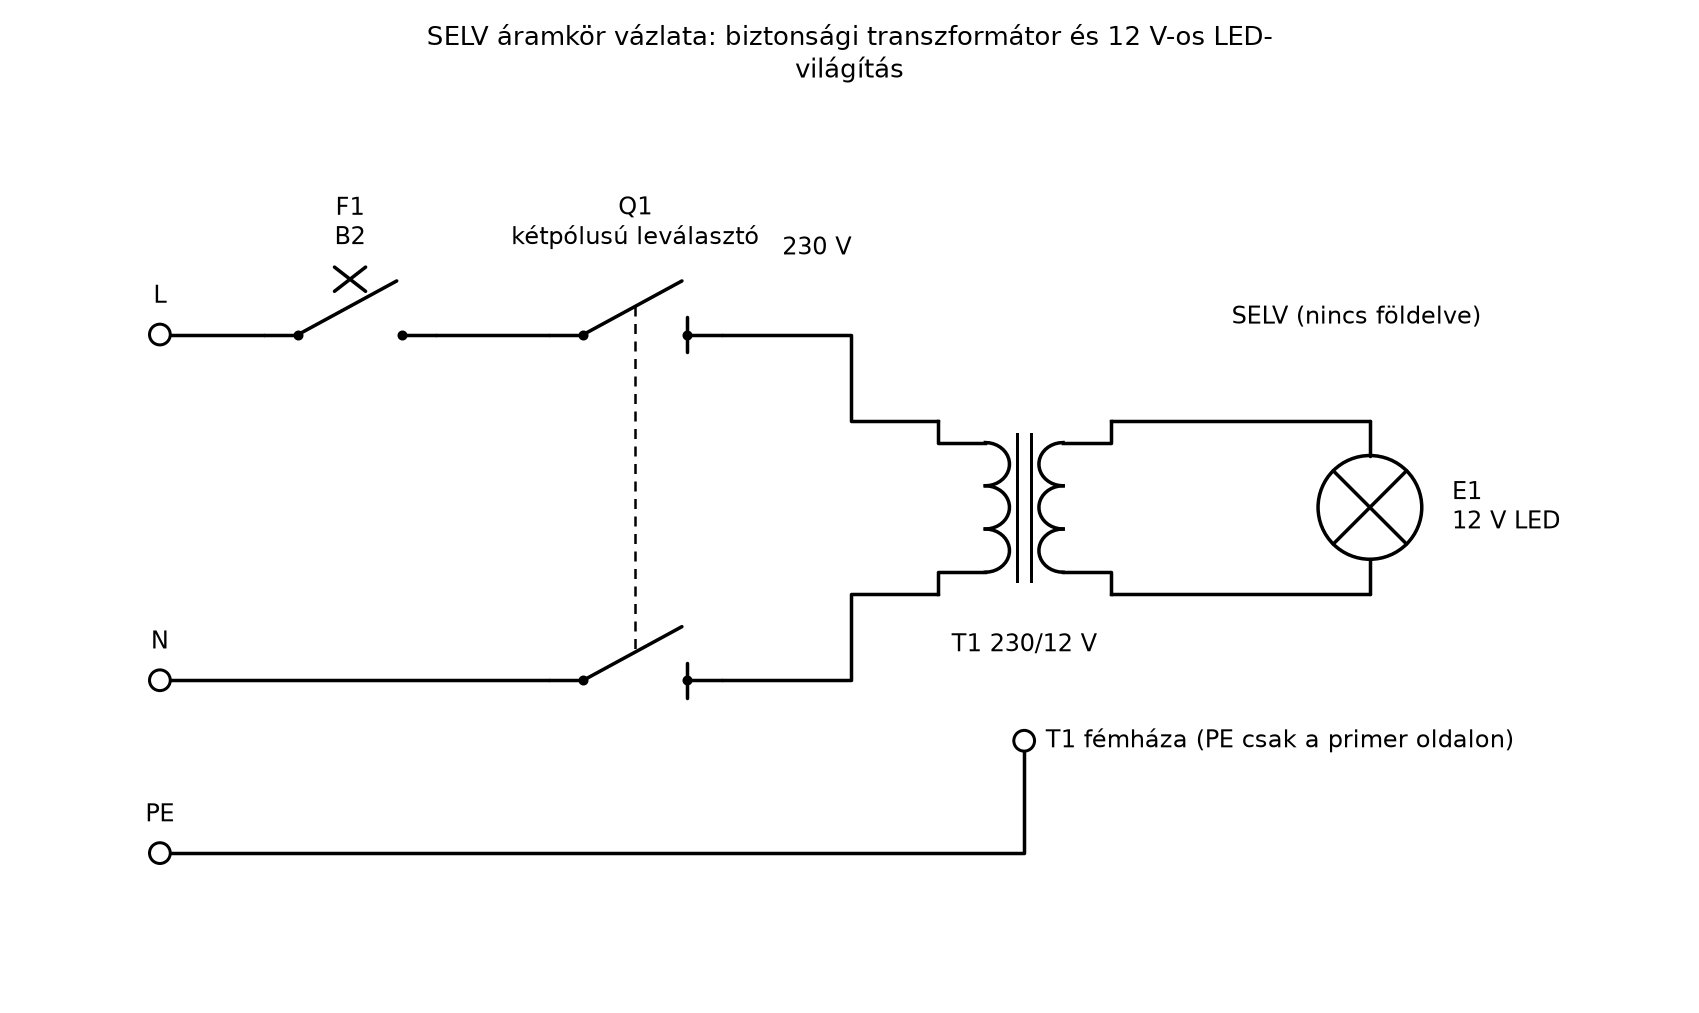 SELV áramkör vázlata: biztonsági transzformátor és 12 V-os LED-
világítás
F1
B2
Q1
kétpólusú leválasztó
230 V
L
SELV (nincs földelve)
E1
12 V LED
N
T1 230/12 V
T1 fémháza (PE csak a primer oldalon)
PE